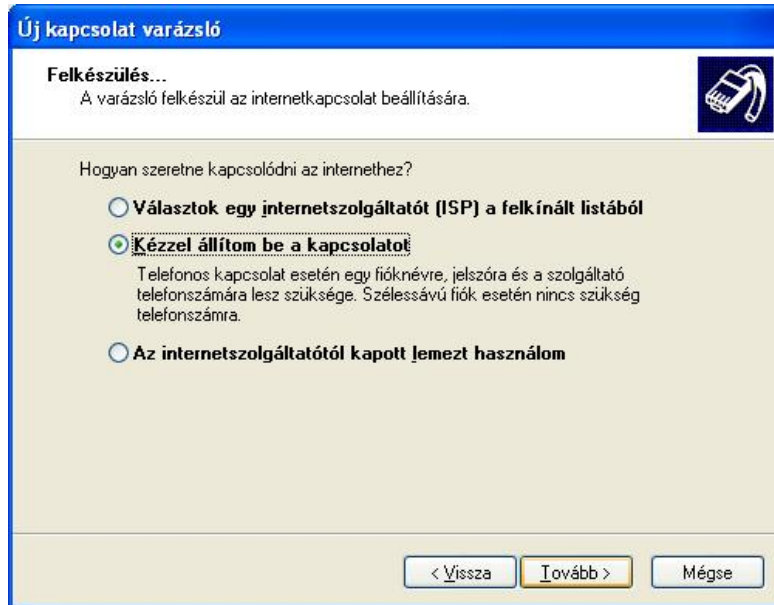 Új kapcsolat varázsló
Felkészülés...
A varázsló felkészül az internetkapcsolat beállítására.
Hogyan szeretne kapcsolódni az internethez?
Választok egy internetszolgáltatót (ISP) a felkínált listából
Kézzel állítom be a kapcsolatot
Telefonos kapcsolat esetén egy fióknévre, jelszóra és a szolgáltató
telefonszámára lesz szüksége. Szélessávú fiók esetén nincs szükség
telefonszámra.
Az internetszolgáltatótól kapott lemezt használom
< Vissza
Tovább >
Mégse